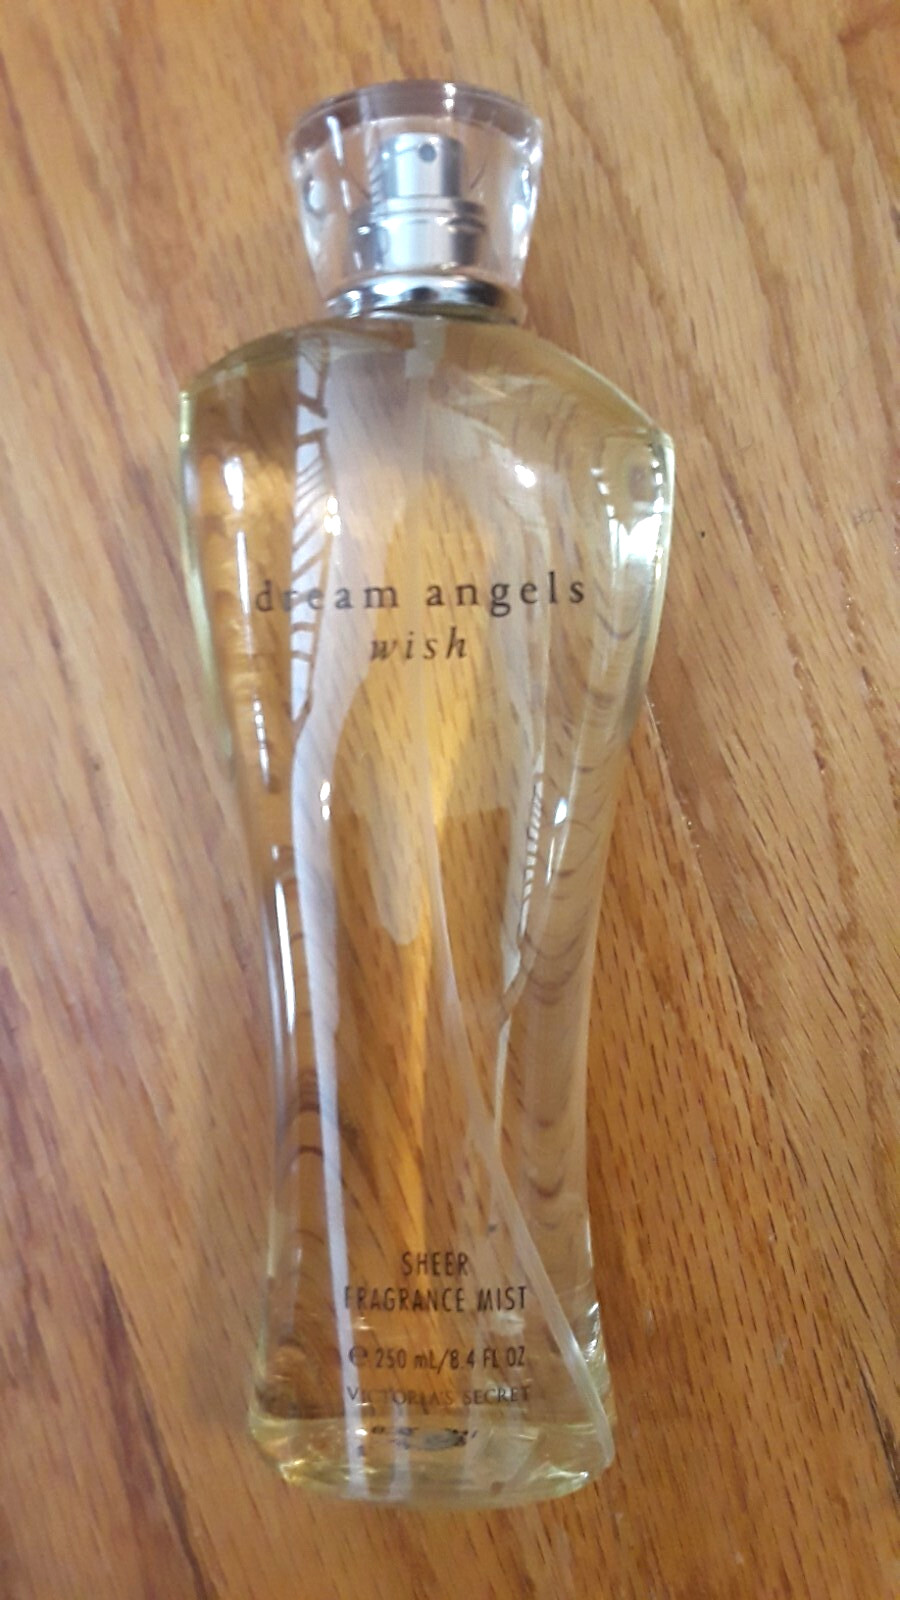 dream angels
wish
SHEER
FRAGRANCE MIST
℮ 250 mL/8.4 FL OZ
VICTORIA'S SECRET